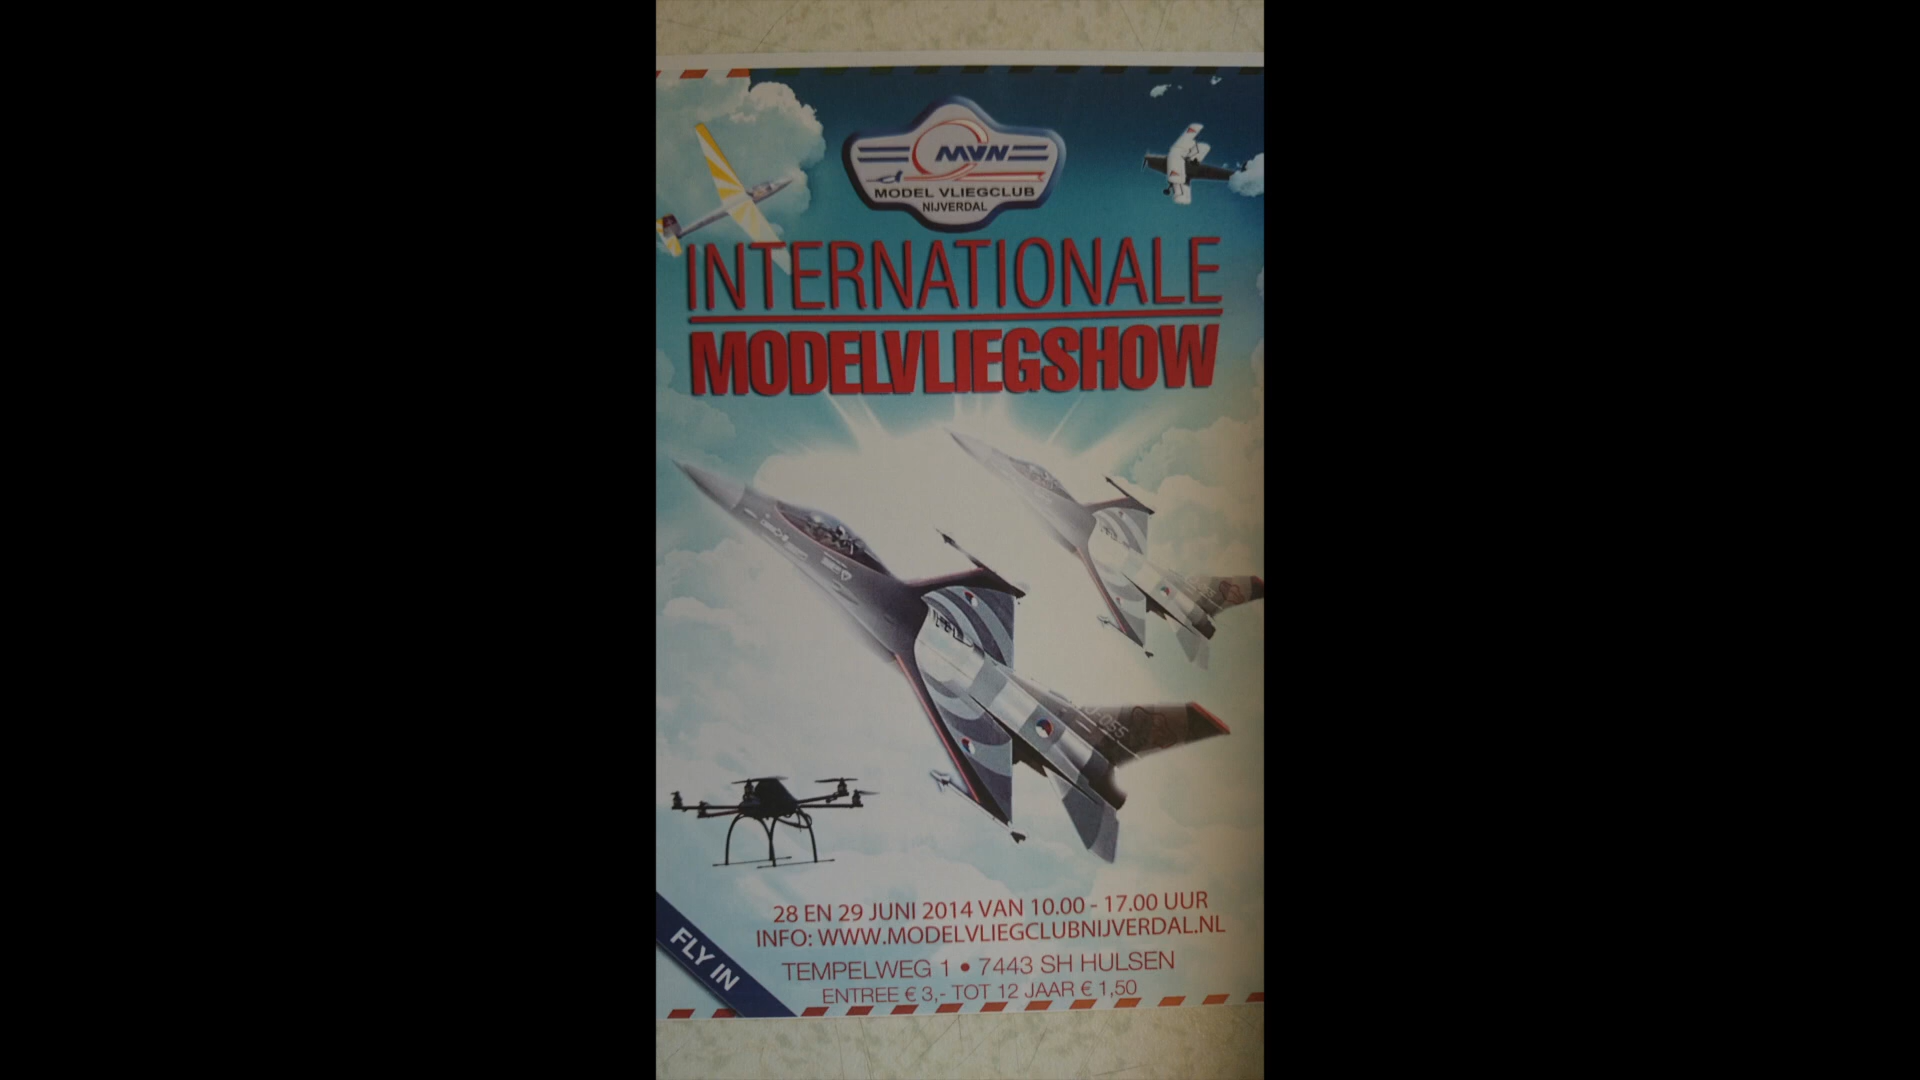 MVN
MODEL VLIEGCLUB
NIJVERDAL
INTERNATIONALE
MODELVLIEGSHOW
28 EN 29 JUNI 2014 VAN 10.00 - 17.00 UUR
INFO: WWW.MODELVLIEGCLUBNIJVERDAL.NL
TEMPELWEG 1 • 7443 SH HULSEN
ENTREE € 3,- TOT 12 JAAR € 1,50
FLY IN